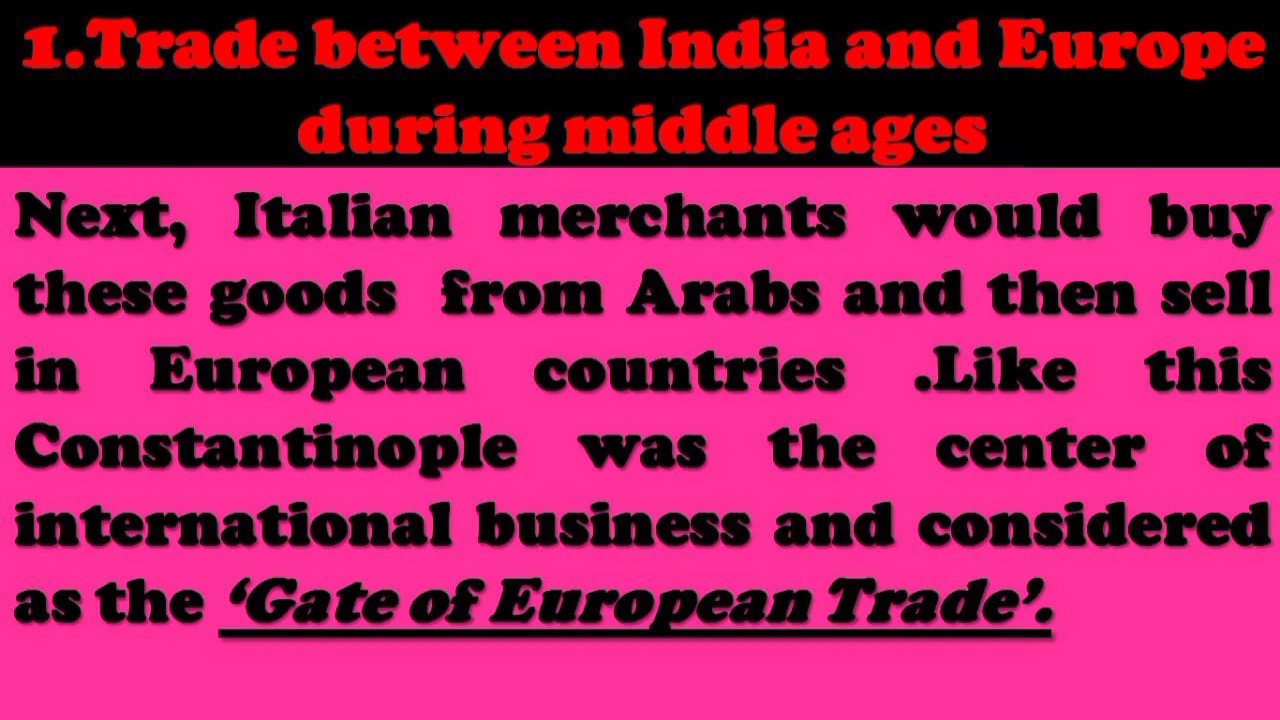 1.Trade between India and Europe
during middle ages
Next, Italian merchants would buy
these goods from Arabs and then sell
in European countries .Like this
Constantinople was the center of
international business and considered
as the ‘Gate of European Trade’.